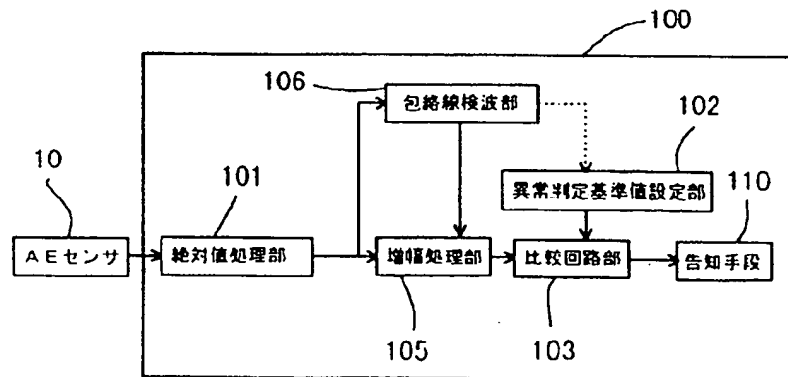 100
106
包絡線検波部
102
10
101
異常判定基準値設定部
110
AEセンサ
絶対値処理部
増幅処理部
比較回路部
告知手段
105
103